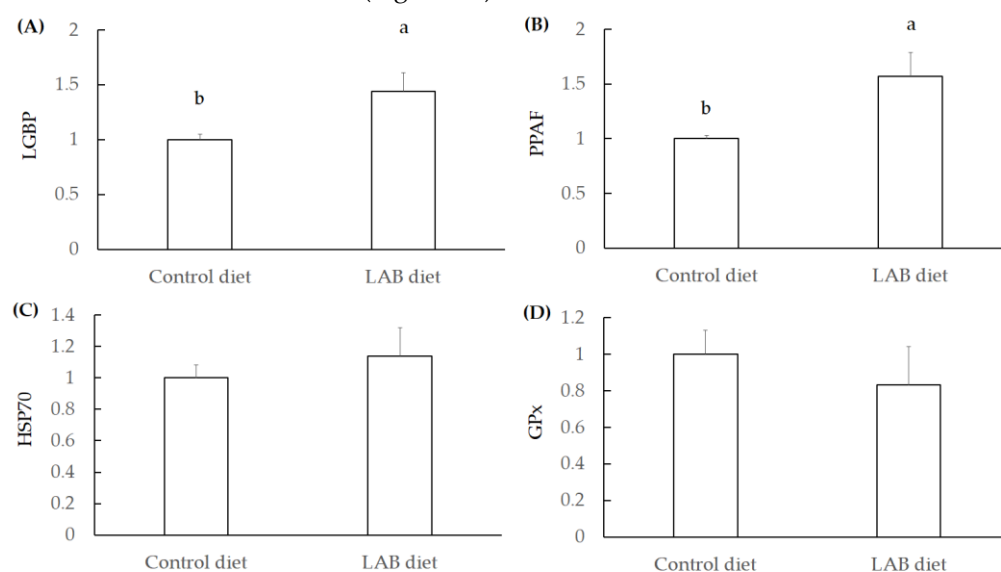 (A)
LGBP
2
1.5
1
0.5
0
b
a
Control diet
LAB diet
(B)
PPAF
2
1.5
1
0.5
0
b
a
Control diet
LAB diet
(C)
HSP70
1.4
1.2
1
0.8
0.6
0.4
0.2
0
Control diet
LAB diet
(D)
GPx
1.2
1
0.8
0.6
0.4
0.2
0
Control diet
LAB diet